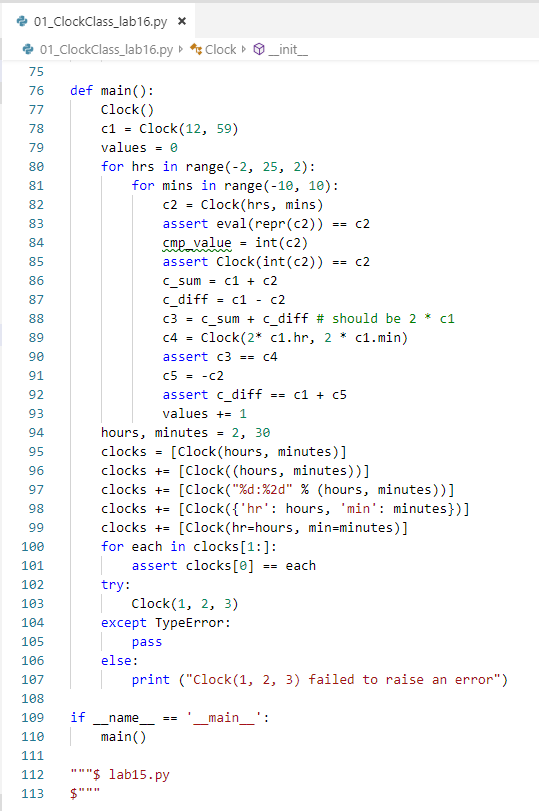 01_ClockClass_lab16.py ×
01_ClockClass_lab16.py ▸ Clock ▸ __init__
75
76 def main():
77     Clock()
78     c1 = Clock(12, 59)
79     values = 0
80     for hrs in range(-2, 25, 2):
81         for mins in range(-10, 10):
82             c2 = Clock(hrs, mins)
83             assert eval(repr(c2)) == c2
84             cmp_value = int(c2)
85             assert Clock(int(c2)) == c2
86             c_sum = c1 + c2
87             c_diff = c1 - c2
88             c3 = c_sum + c_diff # should be 2 * c1
89             c4 = Clock(2* c1.hr, 2 * c1.min)
90             assert c3 == c4
91             c5 = -c2
92             assert c_diff == c1 + c5
93             values += 1
94     hours, minutes = 2, 30
95     clocks = [Clock(hours, minutes)]
96     clocks += [Clock((hours, minutes))]
97     clocks += [Clock("%d:%2d" % (hours, minutes))]
98     clocks += [Clock({'hr': hours, 'min': minutes})]
99     clocks += [Clock(hr=hours, min=minutes)]
100     for each in clocks[1:]:
101         assert clocks[0] == each
102     try:
103         Clock(1, 2, 3)
104     except TypeError:
105         pass
106     else:
107         print ("Clock(1, 2, 3) failed to raise an error")
108
109 if __name__ == '__main__':
110     main()
111
112 """$ lab15.py
113 $"""